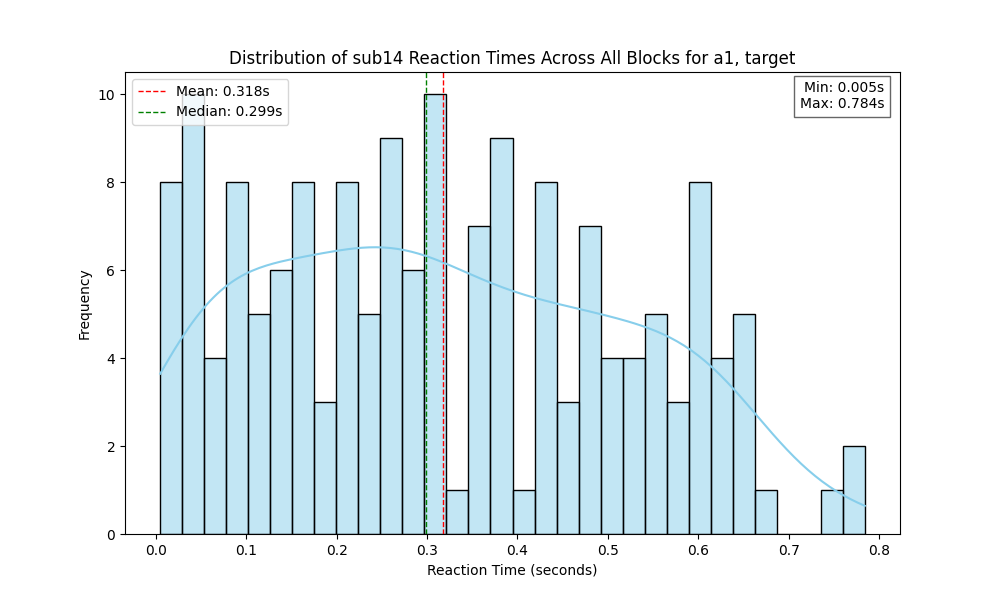 Distribution of sub14 Reaction Times Across All Blocks for a1, target
Mean: 0.318s
Median: 0.299s
Min: 0.005s
Max: 0.784s
10
8
6
4
2
0
Frequency
0.0 0.1 0.2 0.3 0.4 0.5 0.6 0.7 0.8
Reaction Time (seconds)